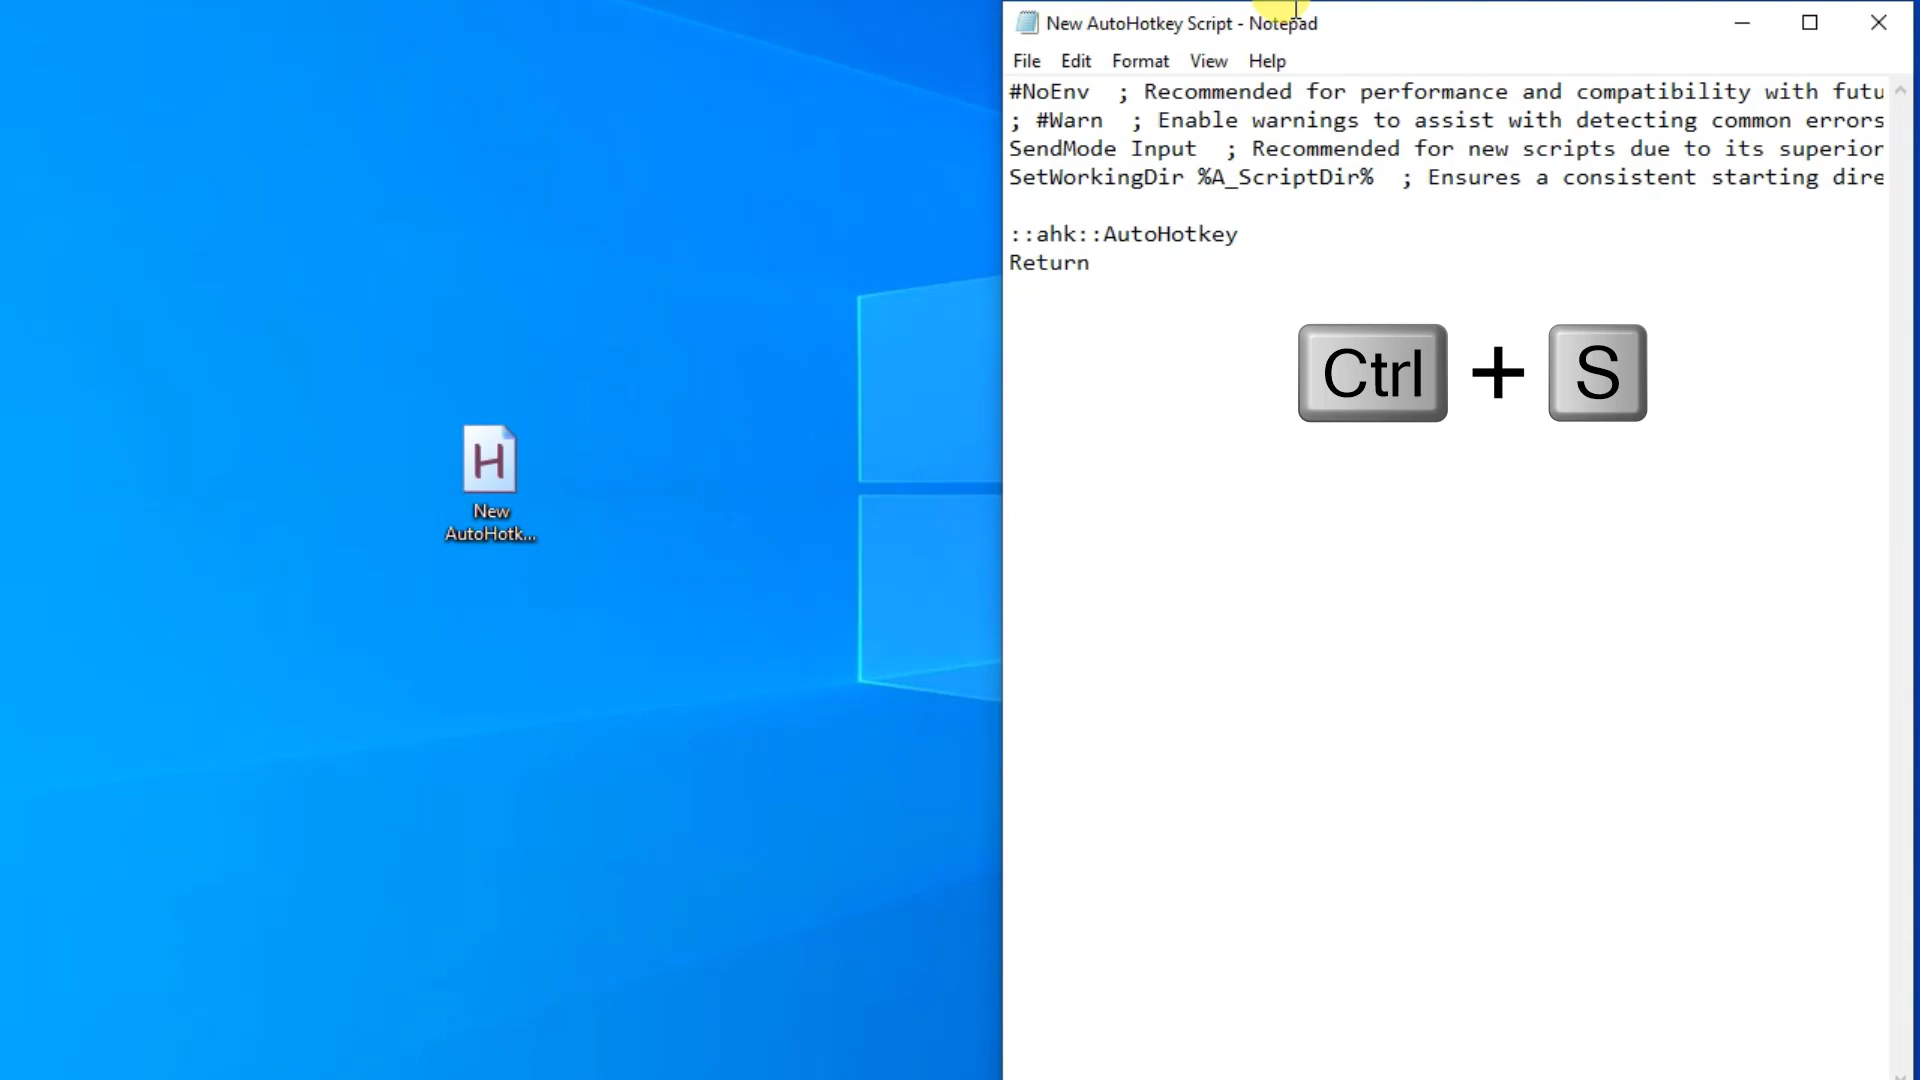 New AutoHotkey Script - Notepad
File Edit Format View Help
#NoEnv  ; Recommended for performance and compatibility with futu
; #Warn  ; Enable warnings to assist with detecting common errors
SendMode Input  ; Recommended for new scripts due to its superior
SetWorkingDir %A_ScriptDir%  ; Ensures a consistent starting dire
::ahk::AutoHotkey
Return
Ctrl + S
H
New
AutoHotk...